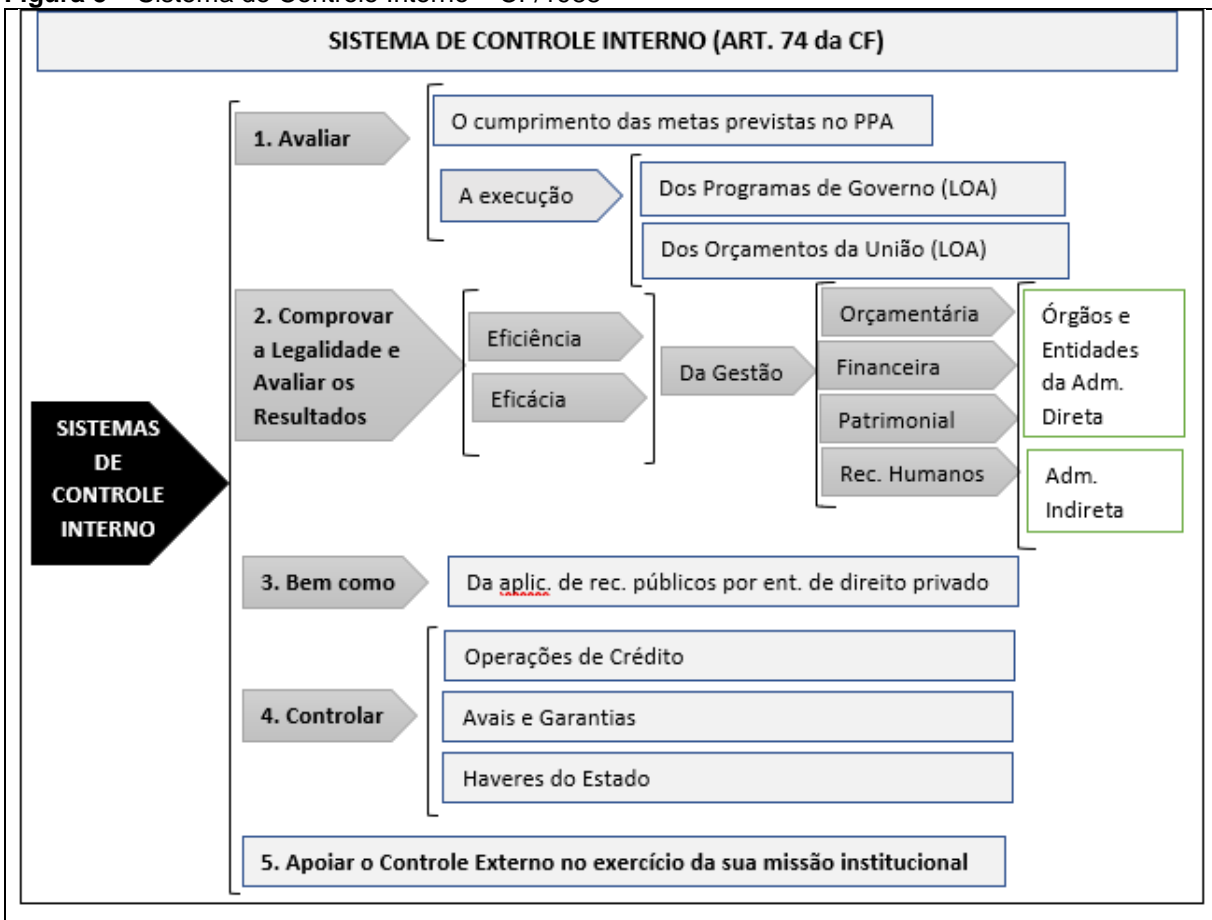 SISTEMA DE CONTROLE INTERNO (ART. 74 da CF)
SISTEMAS
DE
CONTROLE
INTERNO
1. Avaliar
O cumprimento das metas previstas no PPA
A execução
Dos Programas de Governo (LOA)
Dos Orçamentos da União (LOA)
2. Comprovar
a Legalidade e
Avaliar os
Resultados
Eficiência
Eficácia
Da Gestão
Orçamentária
Financeira
Patrimonial
Rec. Humanos
Órgãos e
Entidades
da Adm.
Direta
Adm.
Indireta
3. Bem como
Da aplic. de rec. públicos por ent. de direito privado
4. Controlar
Operações de Crédito
Avais e Garantias
Haveres do Estado
5. Apoiar o Controle Externo no exercício da sua missão institucional